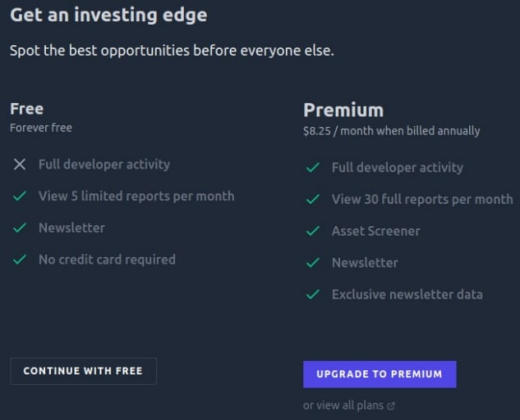 Get an investing edge
Spot the best opportunities before everyone else.
Free
Forever free
Full developer activity
View 5 limited reports per month
Newsletter
No credit card required
CONTINUE WITH FREE
Premium
$8.25 / month when billed annually
Full developer activity
View 30 full reports per month
Asset Screener
Newsletter
Exclusive newsletter data
UPGRADE TO PREMIUM
or view all plans